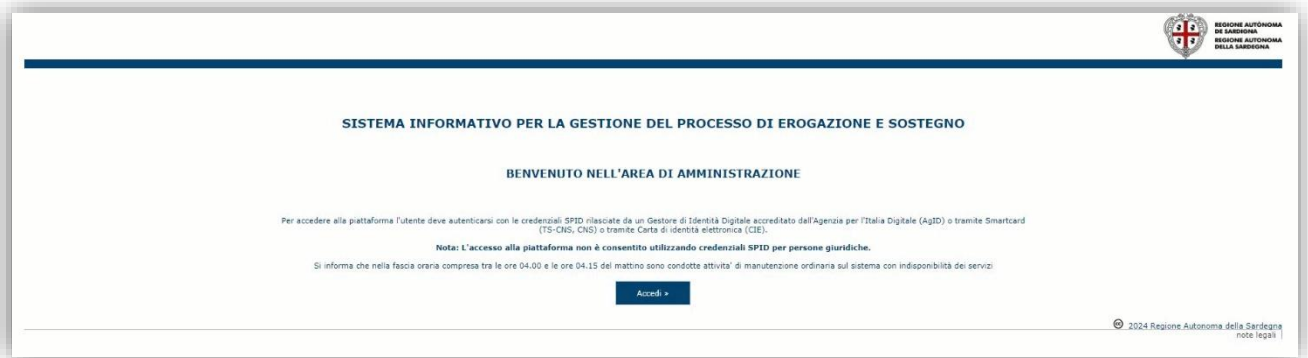 REGIONE AUTÒNOMA
DE SARDIGNA
REGIONE AUTONOMA
DELLA SARDEGNA
SISTEMA INFORMATIVO PER LA GESTIONE DEL PROCESSO DI EROGAZIONE E SOSTEGNO
BENVENUTO NELL'AREA DI AMMINISTRAZIONE
Per accedere alla piattaforma l'utente deve autenticarsi con le credenziali SPID rilasciate da un Gestore di Identità Digitale accreditato dall'Agenzia per l'Italia Digitale (AgID) o tramite Smartcard
(TS-CNS, CNS) o tramite Carta di identità elettronica (CIE).
Nota: L'accesso alla piattaforma non è consentito utilizzando credenziali SPID per persone giuridiche.
Si informa che nella fascia oraria compresa tra le ore 04.00 e le ore 04.15 del mattino sono condotte attivita' di manutenzione ordinaria sul sistema con indisponibilità dei servizi
Accedi »
2024 Regione Autonoma della Sardegna
note legali |